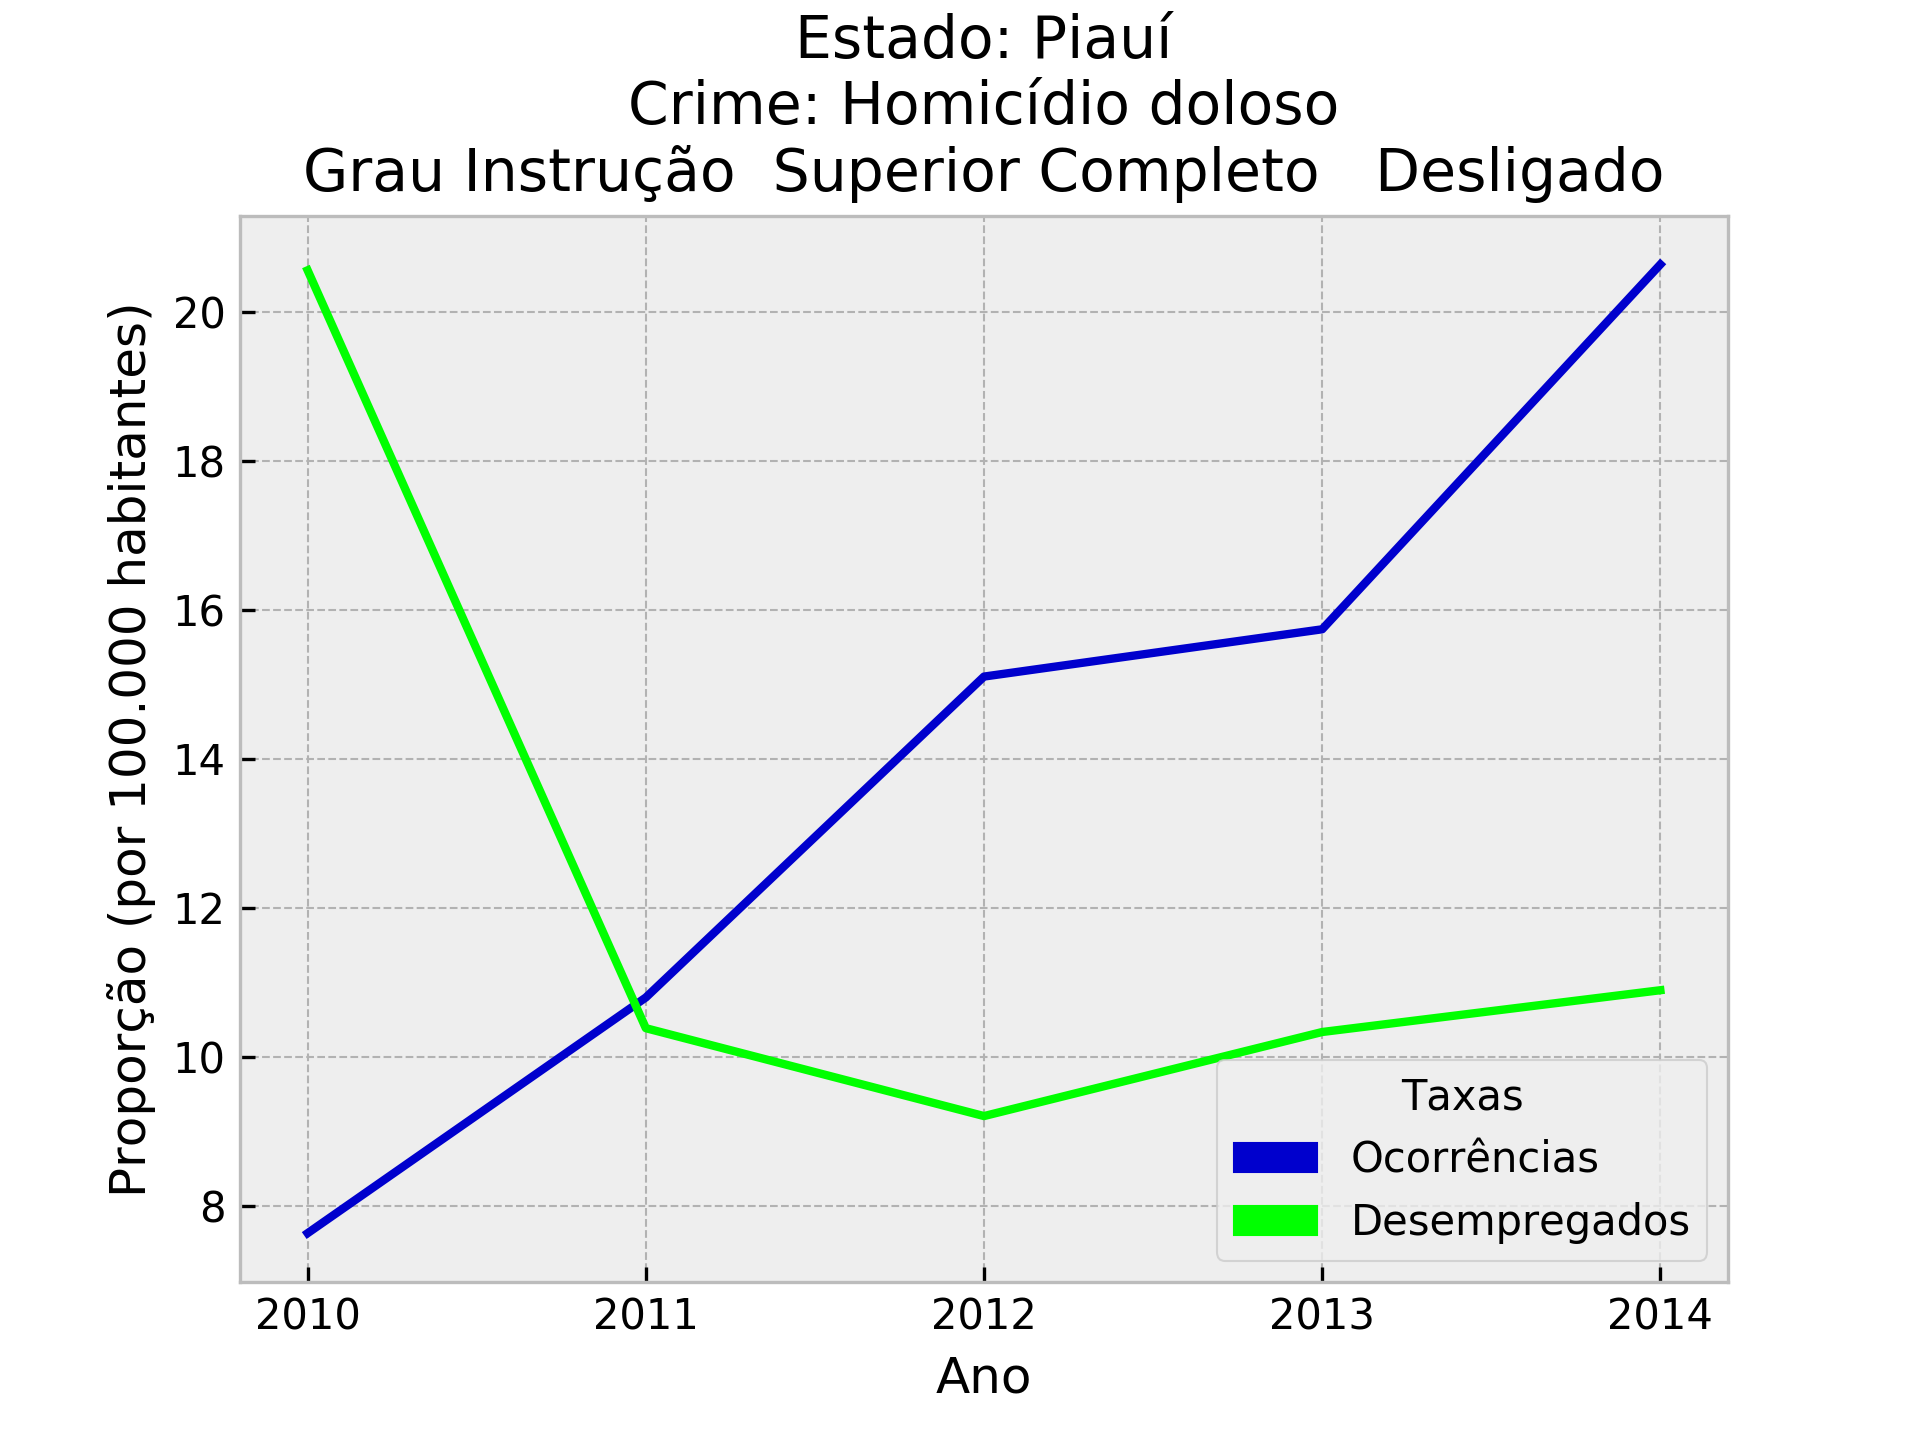 Estado: Piauí
Crime: Homicídio doloso
Grau Instrução  Superior Completo   Desligado
Proporção (por 100.000 habitantes)
20
18
16
14
12
10
8
Taxas
Ocorrências
Desempregados
2010 2011 2012 2013 2014
Ano